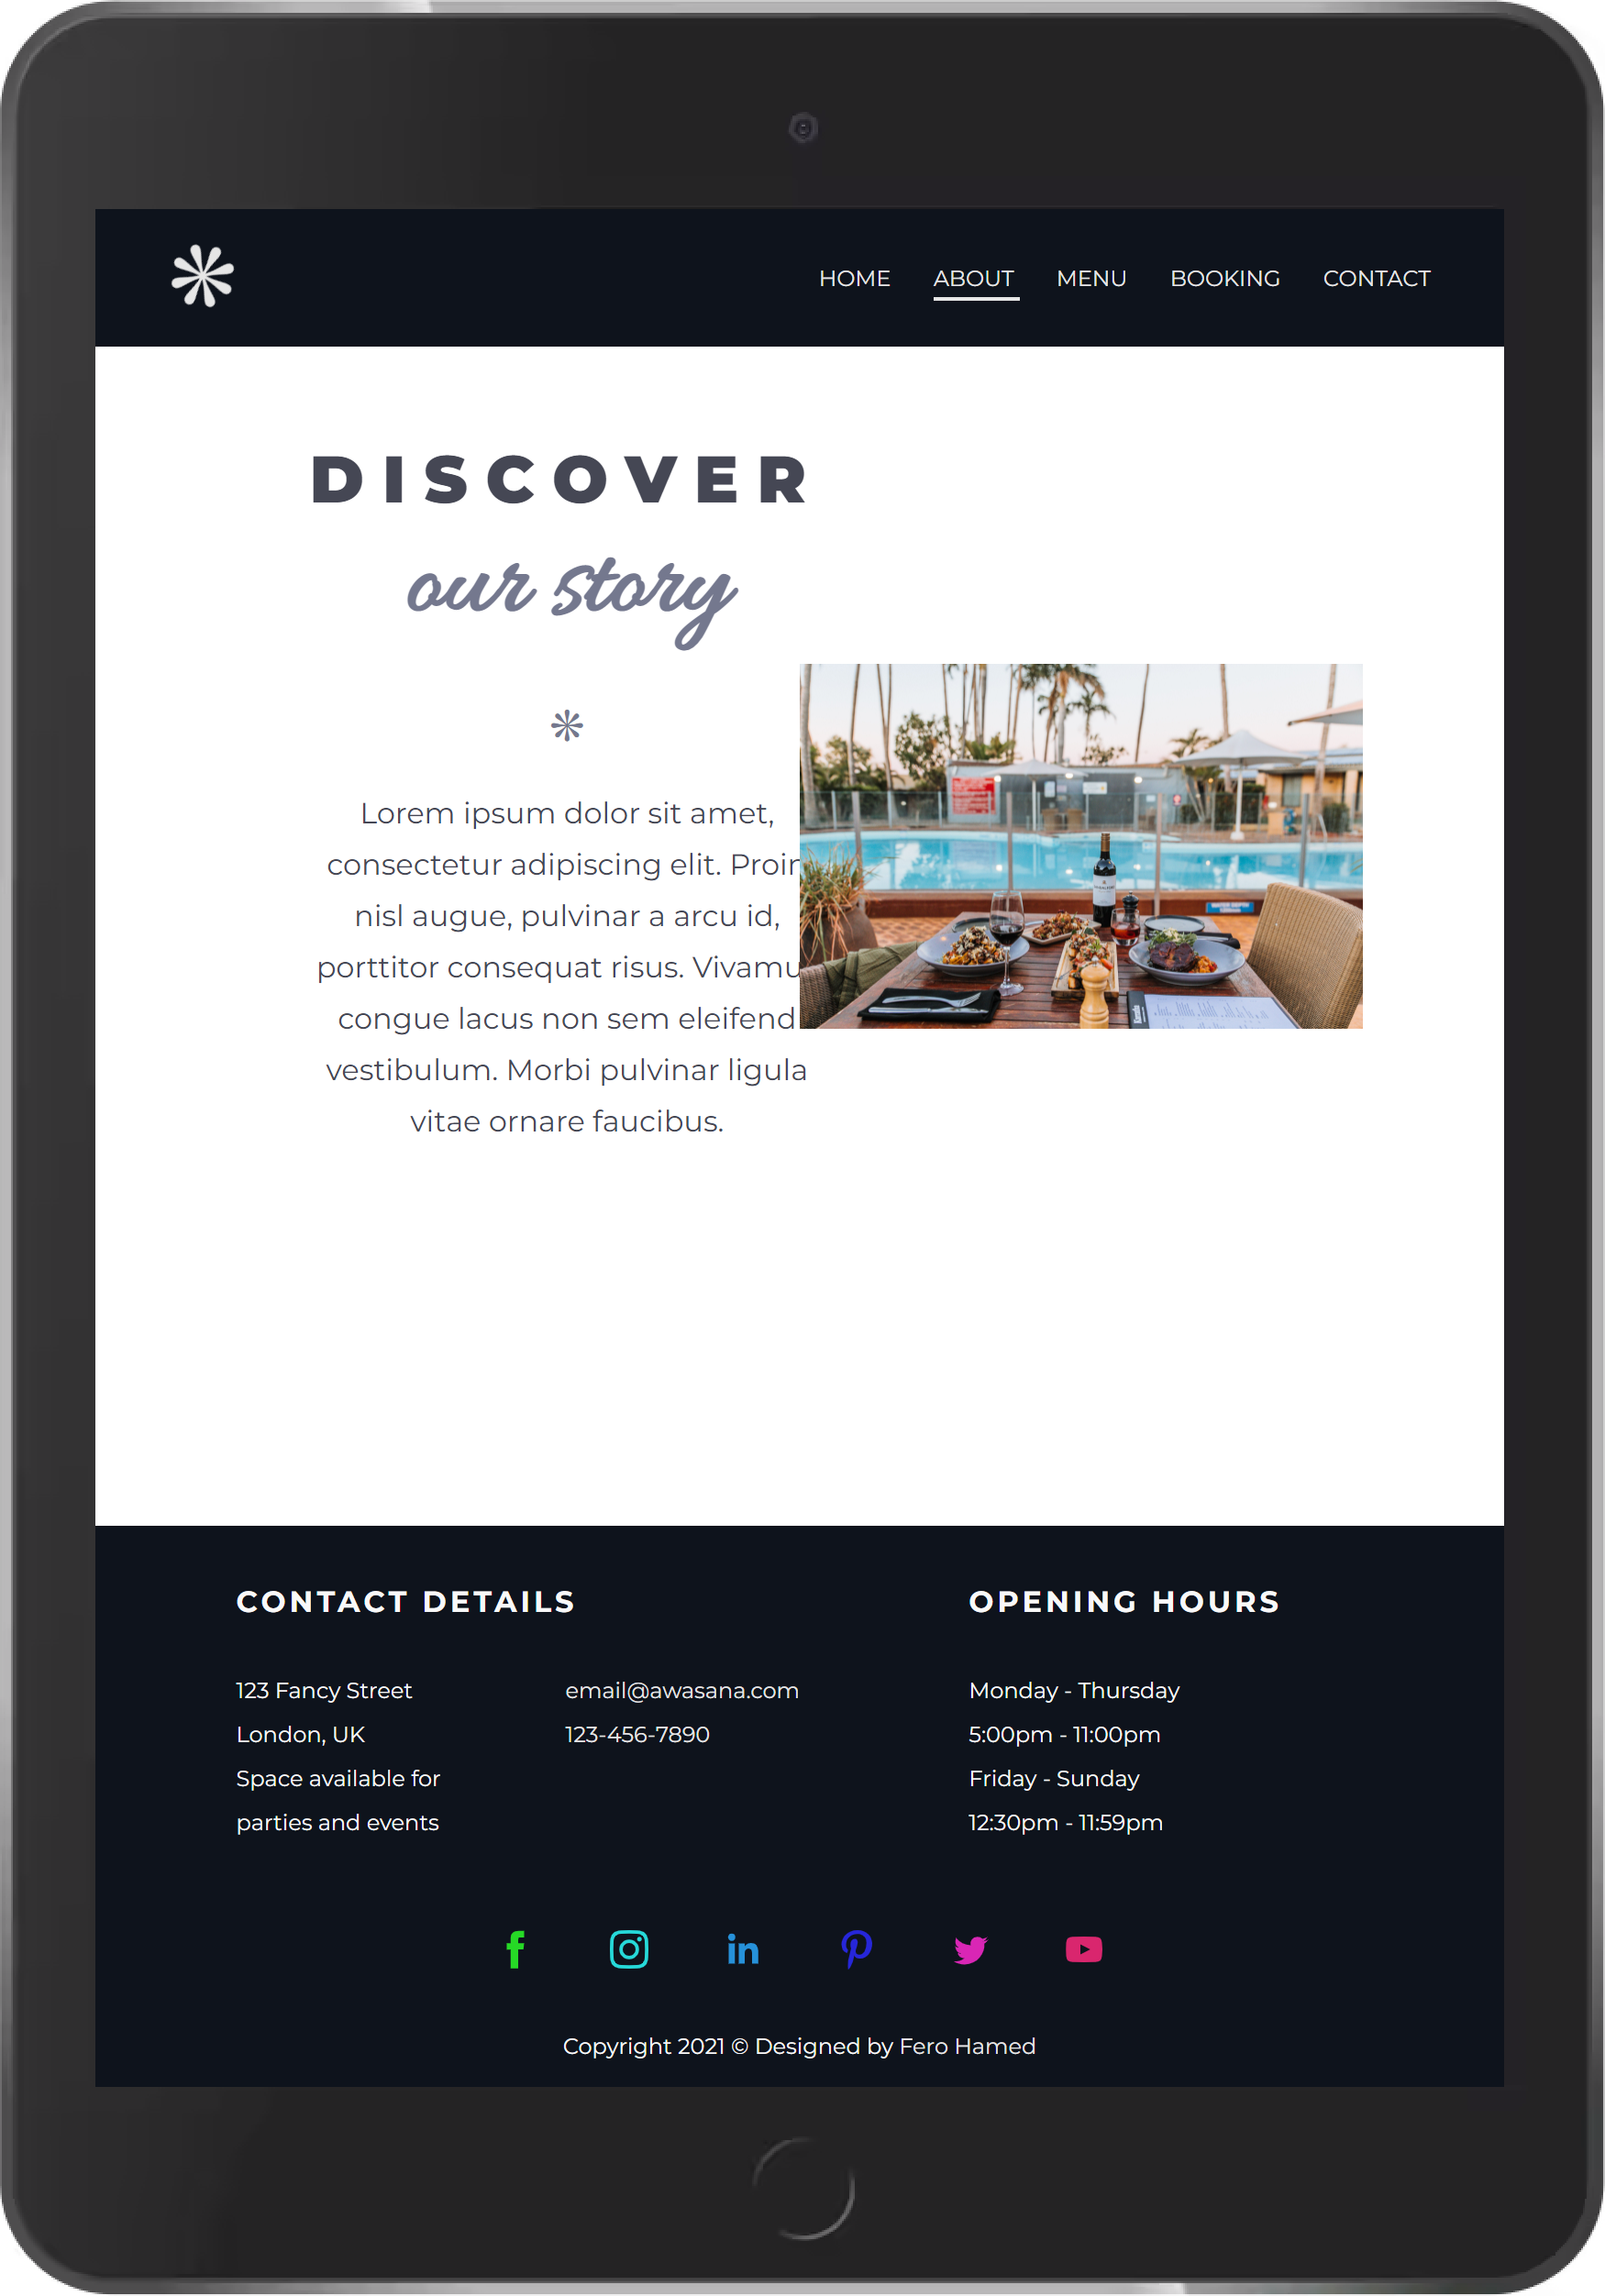 HOME ABOUT MENU BOOKING CONTACT
DISCOVER
our story
Lorem ipsum dolor sit amet,
consectetur adipiscing elit. Proin
nisl augue, pulvinar a arcu id,
porttitor consequat risus. Vivamu
congue lacus non sem eleifend
vestibulum. Morbi pulvinar ligula
vitae ornare faucibus.
CONTACT DETAILS
123 Fancy Street
London, UK
Space available for
parties and events
email@awasana.com
123-456-7890
OPENING HOURS
Monday - Thursday
5:00pm - 11:00pm
Friday - Sunday
12:30pm - 11:59pm
Copyright 2021 © Designed by Fero Hamed